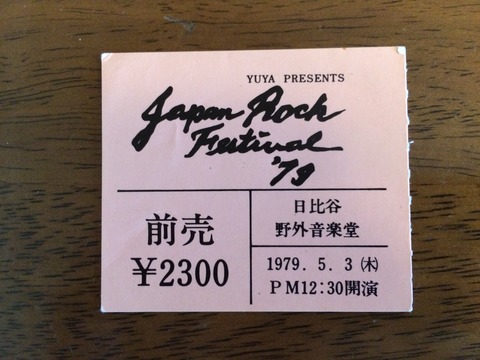 YUYA PRESENTS
Japan Rock
Festival
'79
前売
¥2300
日比谷
野外音楽堂
1979. 5. 3 ㈭
PM12:30開演